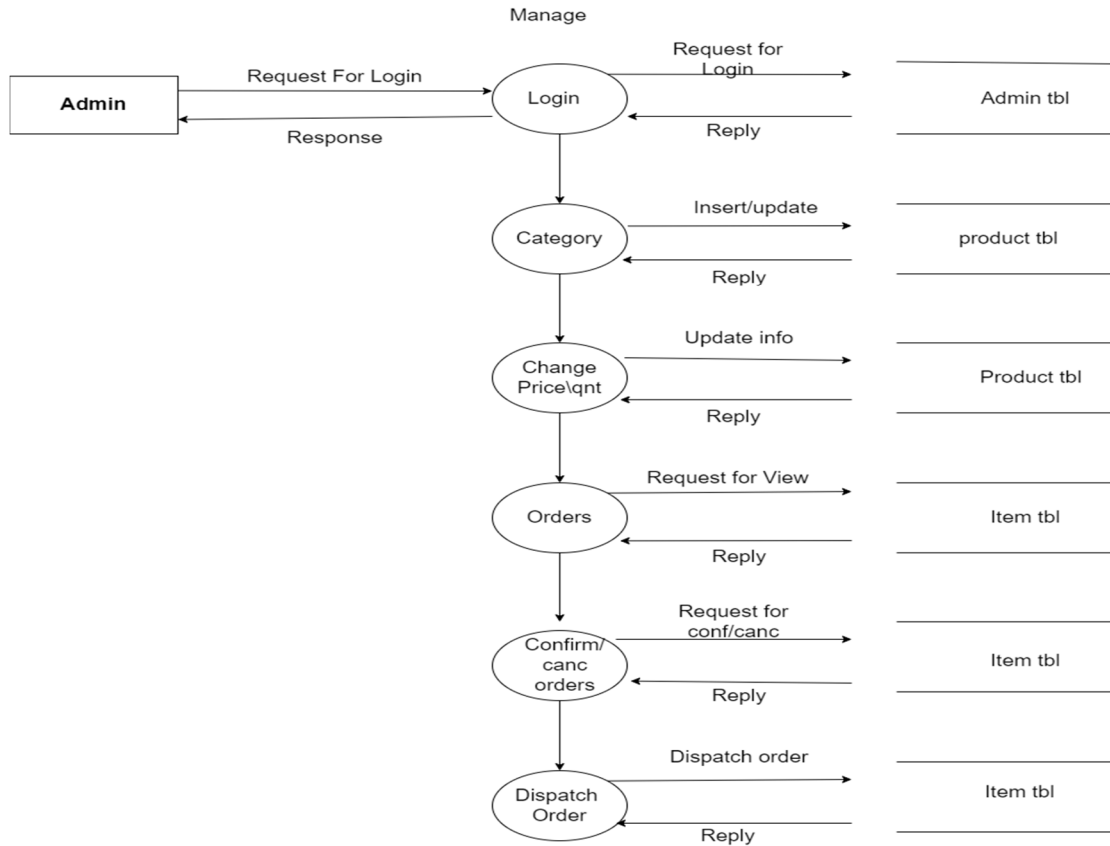 Manage
Request For Login
Request for
Login
Admin
Login
Admin tbl
Response
Reply
Insert/update
Category
product tbl
Reply
Update info
Change
Price\qnt
Product tbl
Reply
Request for View
Orders
Item tbl
Reply
Request for
conf/canc
Confirm/
canc
orders
Item tbl
Reply
Dispatch order
Dispatch
Order
Item tbl
Reply